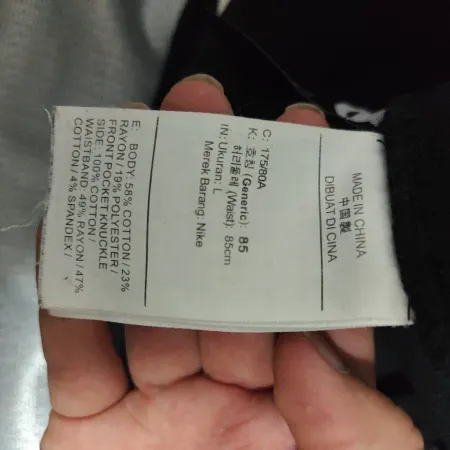 MADE IN CHINA
中国製
DIBUAT DI CINA
C: 175/80A
K: 호칭 (Generic): 85
허리둘레 (Waist): 85cm
IN: Ukuran: L
Merek Barang: Nike
E: BODY: 58% COTTON / 23%
RAYON / 19% POLYESTER /
FRONT POCKET KNUCKLE
SIDE: 100% COTTON /
WAISTBAND: 49% RAYON / 47%
COTTON / 4% SPANDEX /